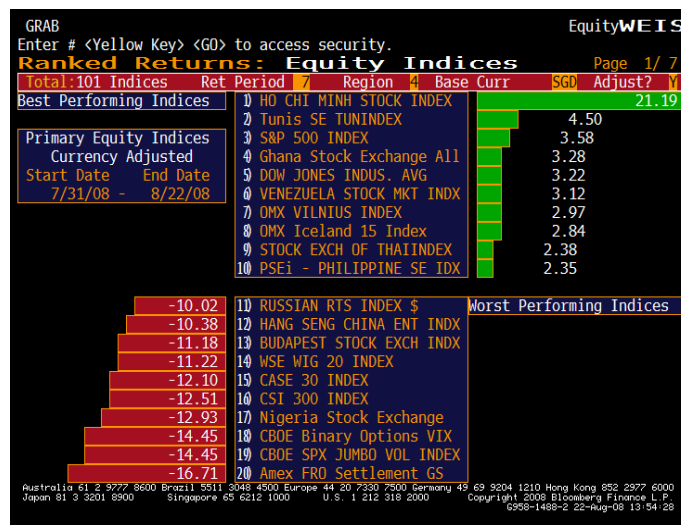 GRAB EquityWEIS
Enter # <Yellow Key> <GO> to access security.
Ranked Returns: Equity Indices Page 1/ 7
Total:101 Indices Ret Period 7 Region 4 Base Curr SGD Adjust? Y
Best Performing Indices 1) HO CHI MINH STOCK INDEX 21.19
2) Tunis SE TUNINDEX 4.50
Primary Equity Indices 3) S&P 500 INDEX 3.58
Currency Adjusted 4) Ghana Stock Exchange All 3.28
Start Date End Date 5) DOW JONES INDUS. AVG 3.22
7/31/08 - 8/22/08 6) VENEZUELA STOCK MKT INDX 3.12
7) OMX VILNIUS INDEX 2.97
8) OMX Iceland 15 Index 2.84
9) STOCK EXCH OF THAIINDEX 2.38
10) PSEi - PHILIPPINE SE IDX 2.35
-10.02 11) RUSSIAN RTS INDEX $ Worst Performing Indices
-10.38 12) HANG SENG CHINA ENT INDX
-11.18 13) BUDAPEST STOCK EXCH INDX
-11.22 14) WSE WIG 20 INDEX
-12.10 15) CASE 30 INDEX
-12.51 16) CSI 300 INDEX
-12.93 17) Nigeria Stock Exchange
-14.45 18) CBOE Binary Options VIX
-14.45 19) CBOE SPX JUMBO VOL INDEX
-16.71 20) Amex FRO Settlement GS
Australia 61 2 9777 8600 Brazil 5511 3048 4500 Europe 44 20 7330 7500 Germany 49 69 9204 1210 Hong Kong 852 2977 6000
Japan 81 3 3201 8900 Singapore 65 6212 1000 U.S. 1 212 318 2000 Copyright 2008 Bloomberg Finance L.P.
G958-1488-2 22-Aug-08 13:54:28